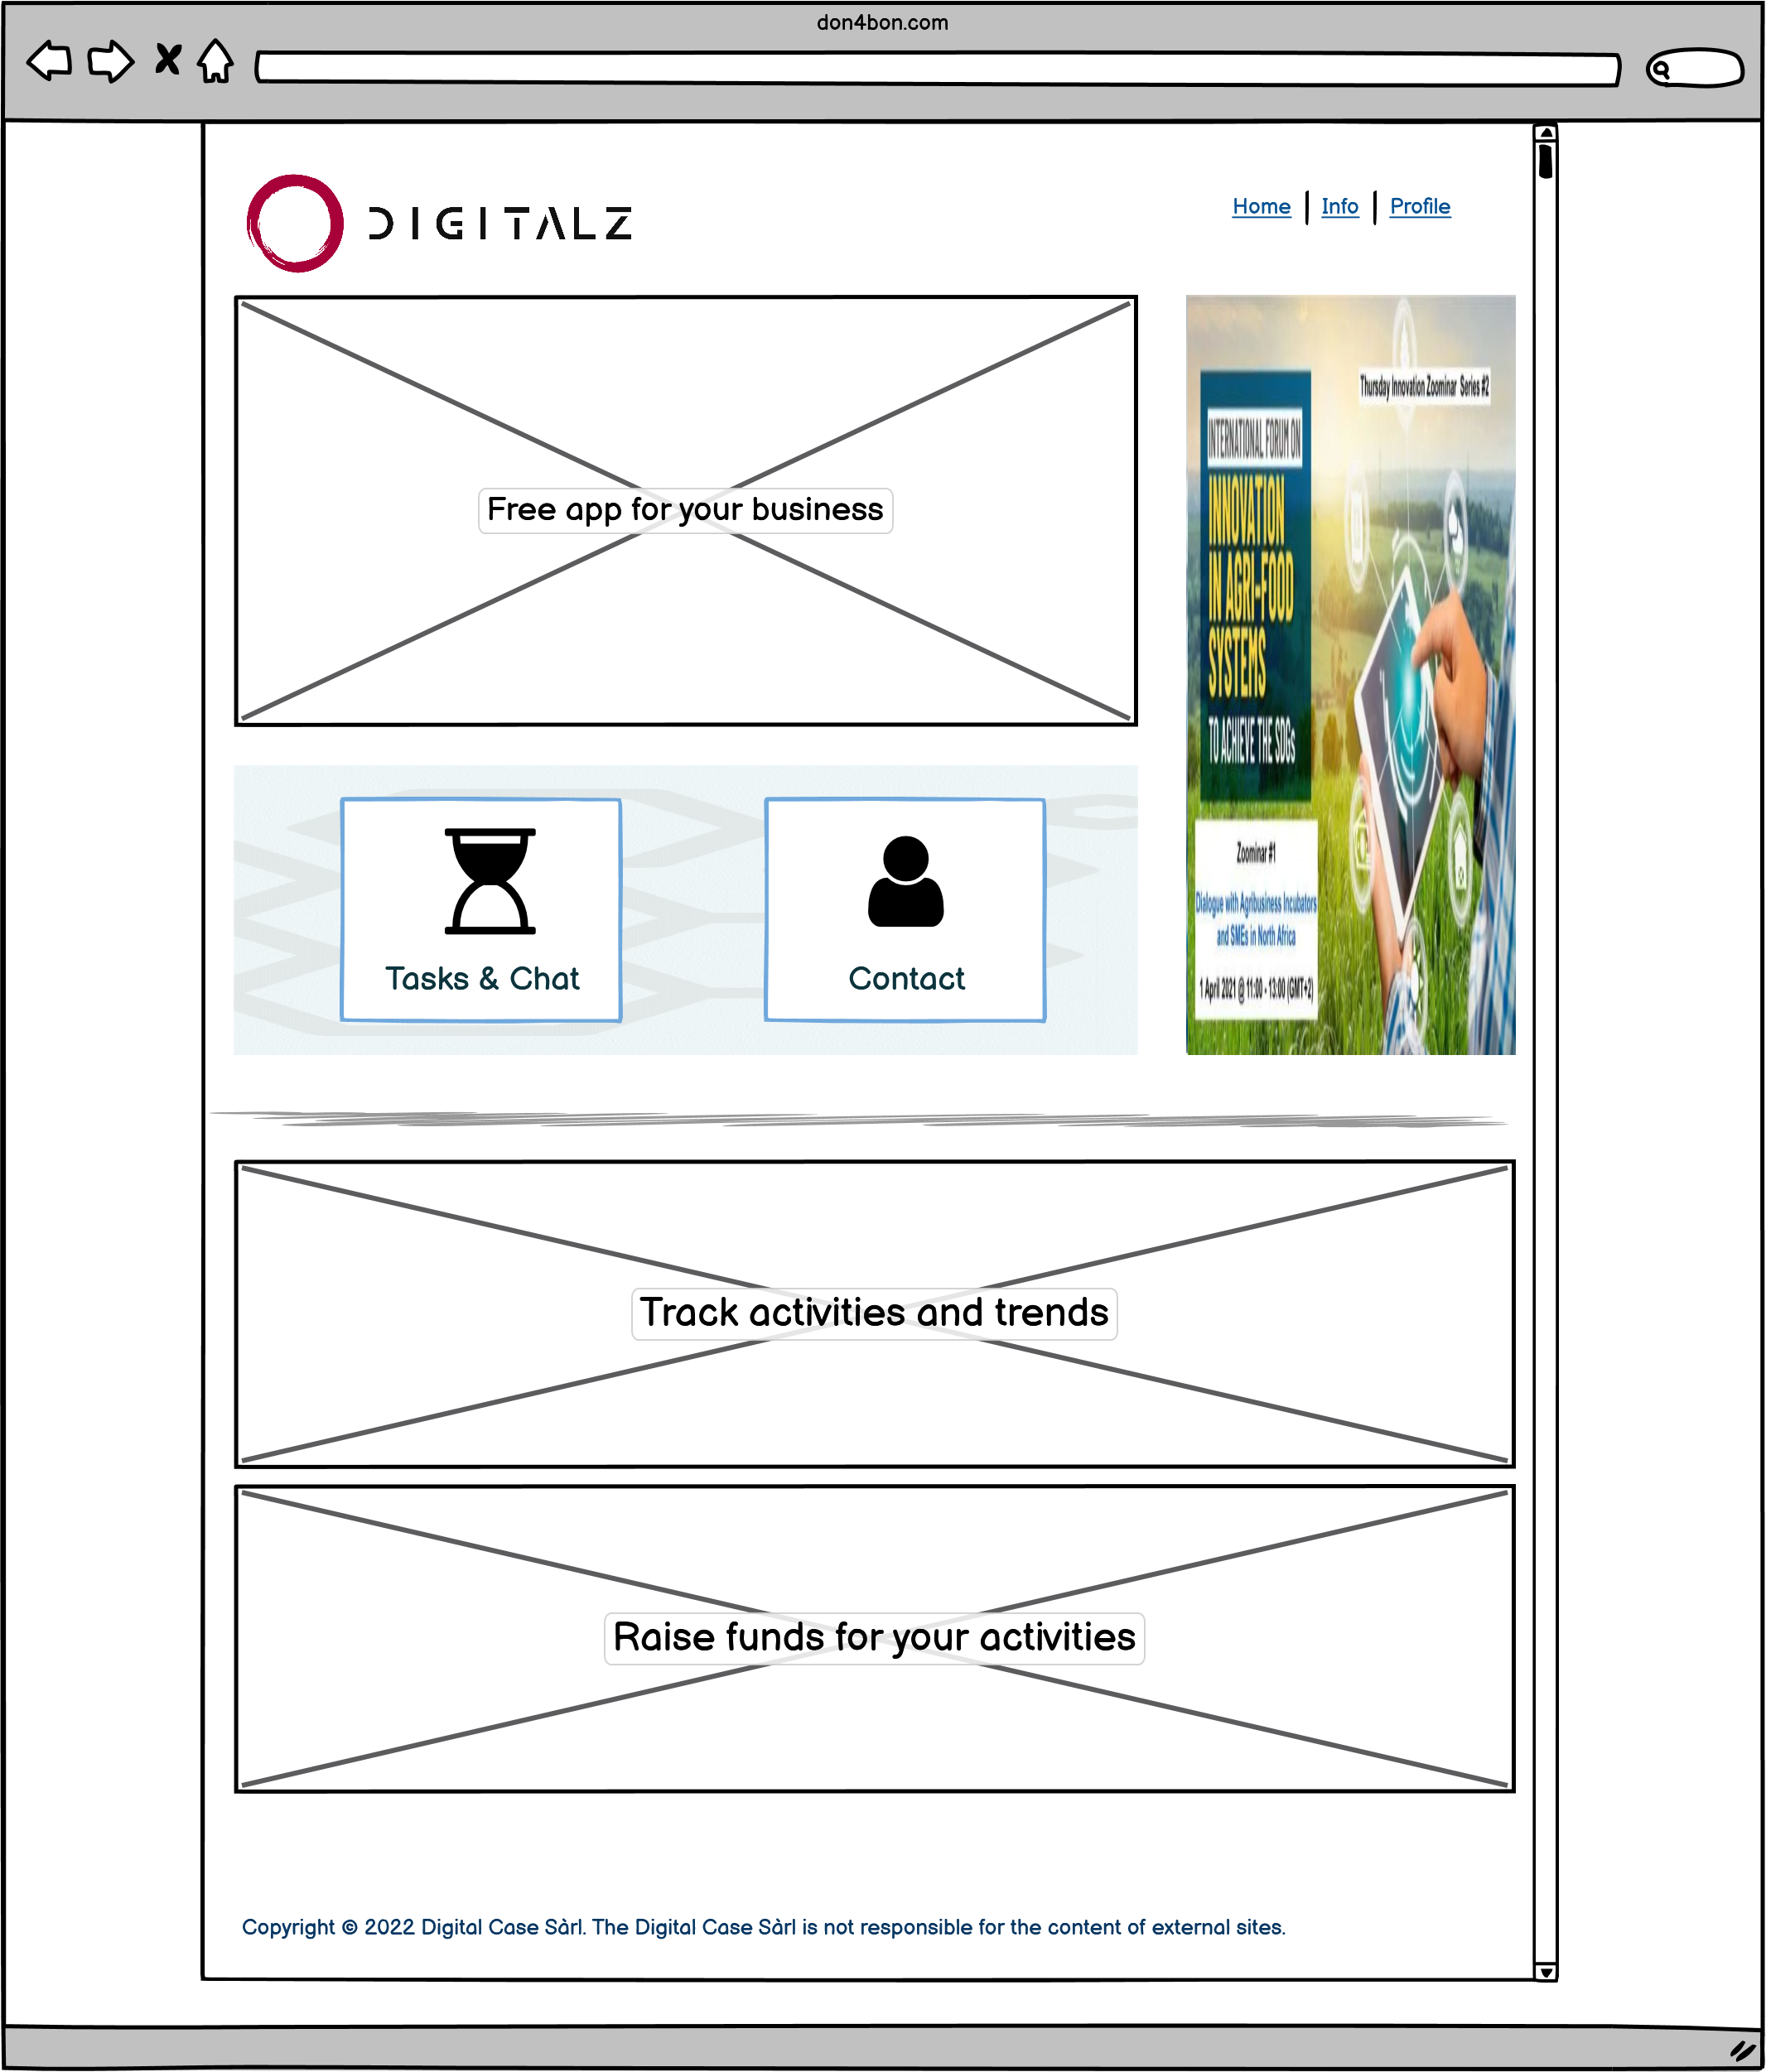 don4bon.com
DIGITALZ
Home | Info | Profile
Free app for your business
Thursday Innovation Zoominar Series #2
INTERNATIONAL FORUM ON
INNOVATION
IN AGRI-FOOD
SYSTEMS
TO ACHIEVE THE SDGs
Zoominar #1
Dialogue with Agribusiness Incubators
and SMEs in North Africa
1 April 2021 @ 11:00 - 13:00 (GMT+2)
Tasks & Chat
Contact
Track activities and trends
Raise funds for your activities
Copyright © 2022 Digital Case Sàrl. The Digital Case Sàrl is not responsible for the content of external sites.